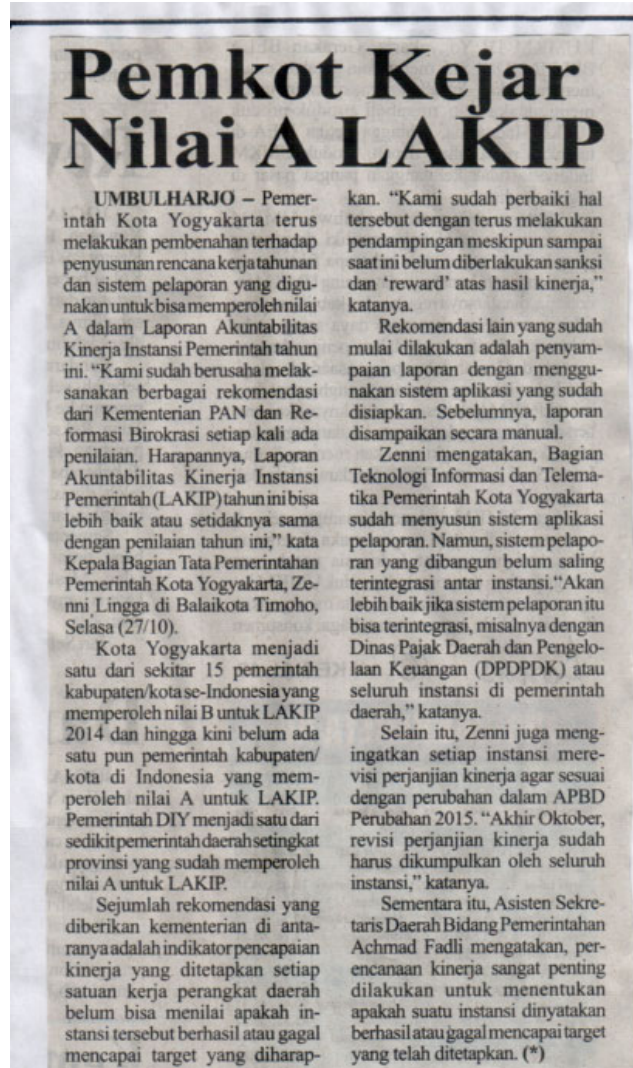 Pemkot Kejar
Nilai A LAKIP
UMBULHARJO – Pemer-
intah Kota Yogyakarta terus
melakukan pembenahan terhadap
penyusunan rencana kerja tahunan
dan sistem pelaporan yang digu-
nakan untuk bisa memperoleh nilai
A dalam Laporan Akuntabilitas
Kinerja Instansi Pemerintah tahun
ini. “Kami sudah berusaha melak-
sanakan berbagai rekomendasi
dari Kementerian PAN dan Re-
formasi Birokrasi setiap kali ada
penilaian. Harapannya, Laporan
Akuntabilitas Kinerja Instansi
Pemerintah (LAKIP) tahun ini bisa
lebih baik atau setidaknya sama
dengan penilaian tahun ini,” kata
Kepala Bagian Tata Pemerintahan
Pemerintah Kota Yogyakarta, Ze-
nni Lingga di Balaikota Timoho,
Selasa (27/10).
Kota Yogyakarta menjadi
satu dari sekitar 15 pemerintah
kabupaten/kota se-Indonesia yang
memperoleh nilai B untuk LAKIP
2014 dan hingga kini belum ada
satu pun pemerintah kabupaten/
kota di Indonesia yang mem-
peroleh nilai A untuk LAKIP.
Pemerintah DIY menjadi satu dari
sedikit pemerintah daerah setingkat
provinsi yang sudah memperoleh
nilai A untuk LAKIP.
Sejumlah rekomendasi yang
diberikan kementerian di anta-
ranya adalah indikator pencapaian
kinerja yang ditetapkan setiap
satuan kerja perangkat daerah
belum bisa menilai apakah in-
stansi tersebut berhasil atau gagal
mencapai target yang diharap-
kan. “Kami sudah perbaiki hal
tersebut dengan terus melakukan
pendampingan meskipun sampai
saat ini belum diberlakukan sanksi
dan ‘reward’ atas hasil kinerja,”
katanya.
Rekomendasi lain yang sudah
mulai dilakukan adalah penyam-
paian laporan dengan menggu-
nakan sistem aplikasi yang sudah
disiapkan. Sebelumnya, laporan
disampaikan secara manual.
Zenni mengatakan, Bagian
Teknologi Informasi dan Telema-
tika Pemerintah Kota Yogyakarta
sudah menyusun sistem aplikasi
pelaporan. Namun, sistem pelapo-
ran yang dibangun belum saling
terintegrasi antar instansi.“Akan
lebih baik jika sistem pelaporan itu
bisa terintegrasi, misalnya dengan
Dinas Pajak Daerah dan Pengelo-
laan Keuangan (DPDPDK) atau
seluruh instansi di pemerintah
daerah,” katanya.
Selain itu, Zenni juga meng-
ingatkan setiap instansi mere-
visi perjanjian kinerja agar sesuai
dengan perubahan dalam APBD
Perubahan 2015. “Akhir Oktober,
revisi perjanjian kinerja sudah
harus dikumpulkan oleh seluruh
instansi,” katanya.
Sementara itu, Asisten Sekre-
taris Daerah Bidang Pemerintahan
Achmad Fadli mengatakan, per-
encanaan kinerja sangat penting
dilakukan untuk menentukan
apakah suatu instansi dinyatakan
berhasil atau gagal mencapai target
yang telah ditetapkan. (*)